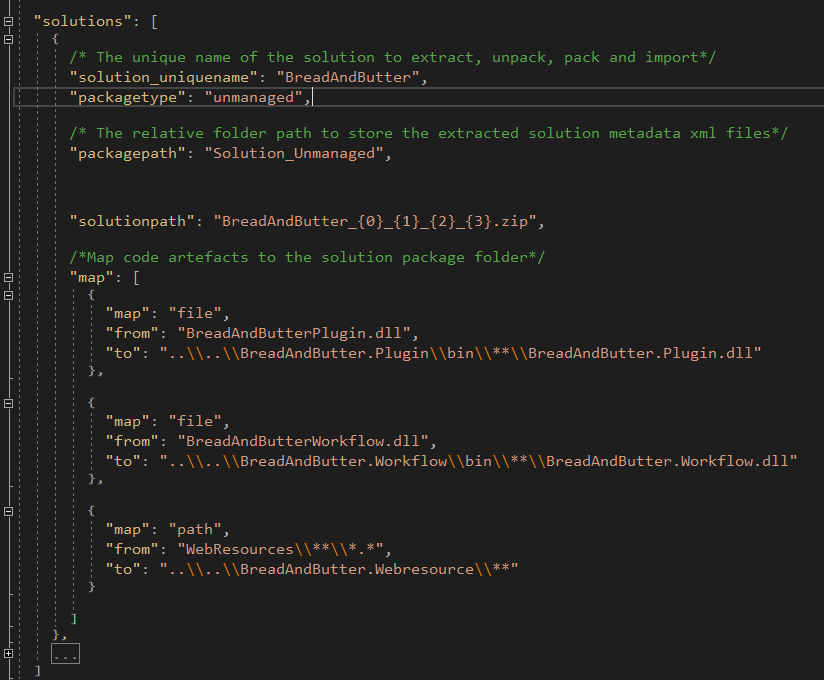 "solutions": [
{
/* The unique name of the solution to extract, unpack, pack and import*/
"solution_uniquename": "BreadAndButter",
"packagetype": "unmanaged",
/* The relative folder path to store the extracted solution metadata xml files*/
"packagepath": "Solution_Unmanaged",
"solutionpath": "BreadAndButter_{0}_{1}_{2}_{3}.zip",
/*Map code artefacts to the solution package folder*/
"map": [
{
"map": "file",
"from": "BreadAndButterPlugin.dll",
"to": "..\\..\\BreadAndButter.Plugin\\bin\\**\\BreadAndButter.Plugin.dll"
},
{
"map": "file",
"from": "BreadAndButterWorkflow.dll",
"to": "..\\..\\BreadAndButter.Workflow\\bin\\**\\BreadAndButter.Workflow.dll"
},
{
"map": "path",
"from": "WebResources\\**\\*.*",
"to": "..\\..\\BreadAndButter.Webresource\\**"
}
]
},
...
]